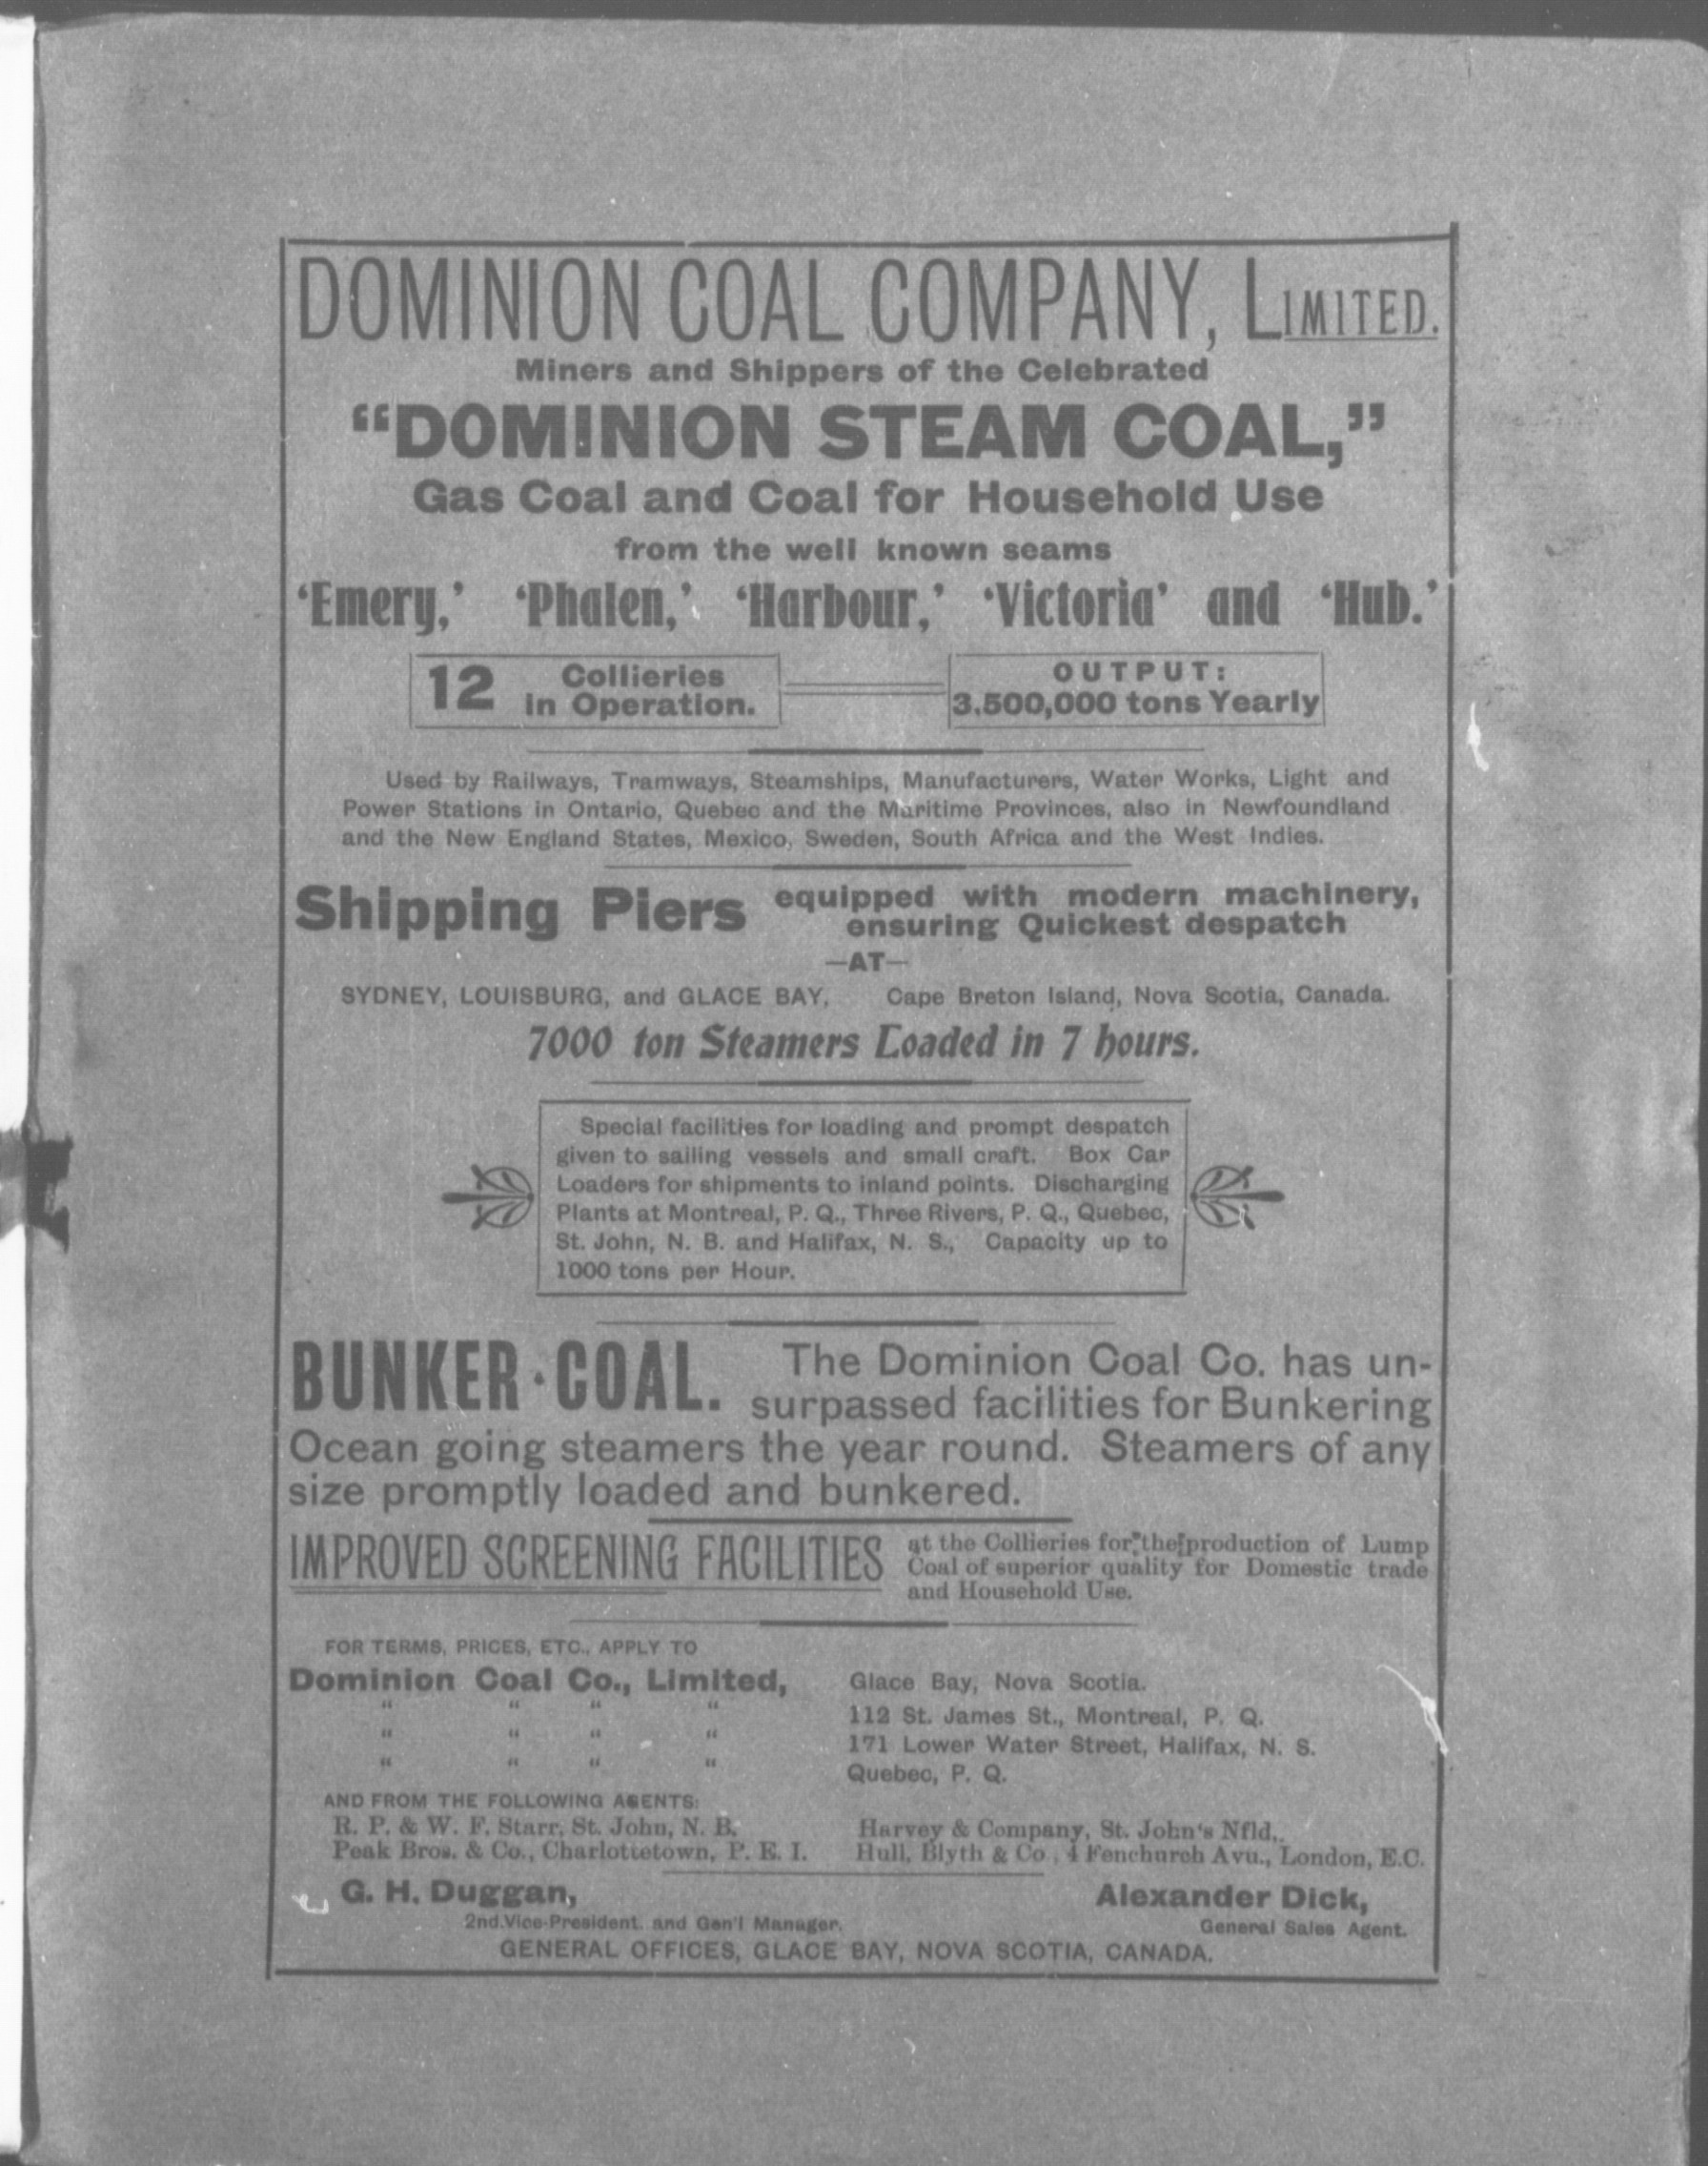 DOMINION COAL COMPANY, LIMITED.
Miners and Shippers of the Celebrated
“DOMINION STEAM COAL,”
Gas Coal and Coal for Household Use
from the well known seams
‘Emery,’ ‘Phalen,’ ‘Harbour,’ ‘Victoria’ and ‘Hub.’
12 Collieries
in Operation.
OUTPUT:
3.500,000 tons Yearly
Used by Railways, Tramways, Steamships, Manufacturers, Water Works, Light and
Power Stations in Ontario, Quebec and the Maritime Provinces, also in Newfoundland
and the New England States, Mexico, Sweden, South Africa and the West Indies.
Shipping Piers equipped with modern machinery,
ensuring Quickest despatch
—AT—
SYDNEY, LOUISBURG, and GLACE BAY, Cape Breton Island, Nova Scotia, Canada.
7000 ton Steamers Loaded in 7 hours.
Special facilities for loading and prompt despatch
given to sailing vessels and small craft. Box Car
Loaders for shipments to inland points. Discharging
Plants at Montreal, P. Q., Three Rivers, P. Q., Quebec,
St. John, N. B. and Halifax, N. S., Capacity up to
1000 tons per Hour.
BUNKER · COAL. The Dominion Coal Co. has un-
surpassed facilities for Bunkering
Ocean going steamers the year round. Steamers of any
size promptly loaded and bunkered.
IMPROVED SCREENING FACILITIES at the Collieries for the production of Lump
Coal of superior quality for Domestic trade
and Household Use.
FOR TERMS, PRICES, ETC., APPLY TO
Dominion Coal Co., Limited, Glace Bay, Nova Scotia.
“ “ “ “ 112 St. James St., Montreal, P. Q.
“ “ “ “ 171 Lower Water Street, Halifax, N. S.
“ “ “ “ Quebec, P. Q.
AND FROM THE FOLLOWING AGENTS:
R. P. & W. F. Starr, St. John, N. B. Harvey & Company, St. John's Nfld,.
Peak Bros. & Co., Charlottetown, P. E. I. Hull, Blyth & Co., 4 Fenchurch Avu., London, E.C.
G. H. Duggan, Alexander Dick,
2nd.Vice-President. and Gen'l Manager. General Sales Agent.
GENERAL OFFICES, GLACE BAY, NOVA SCOTIA, CANADA.